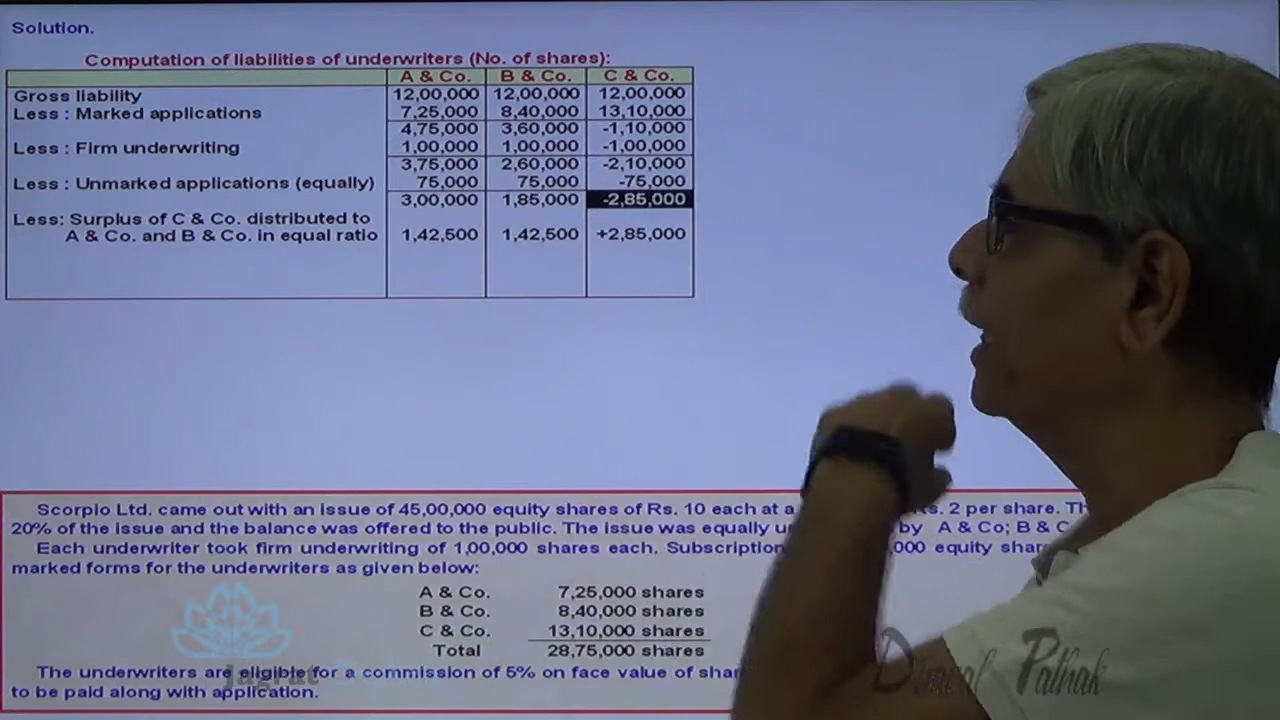 Solution.
Computation of liabilities of underwriters (No. of shares):
A & Co. B & Co. C & Co.
Gross liability 12,00,000 12,00,000 12,00,000
Less : Marked applications 7,25,000 8,40,000 13,10,000
4,75,000 3,60,000 -1,10,000
Less : Firm underwriting 1,00,000 1,00,000 -1,00,000
3,75,000 2,60,000 -2,10,000
Less : Unmarked applications (equally) 75,000 75,000 -75,000
3,00,000 1,85,000 -2,85,000
Less: Surplus of C & Co. distributed to
A & Co. and B & Co. in equal ratio 1,42,500 1,42,500 +2,85,000
Scorpio Ltd. came out with an issue of 45,00,000 equity shares of Rs. 10 each at a Rs. 2 per share.
20% of the issue and the balance was offered to the public. The issue was equally by A & Co; B & C
Each underwriter took firm underwriting of 1,00,000 shares each. Subscription ,000 equity
marked forms for the underwriters as given below:
A & Co. 7,25,000 shares
B & Co. 8,40,000 shares
C & Co. 13,10,000 shares
Total 28,75,000 shares
The underwriters are eligible for a commission of 5% on face value of
to be paid along with application.
Jagrat
Pathak